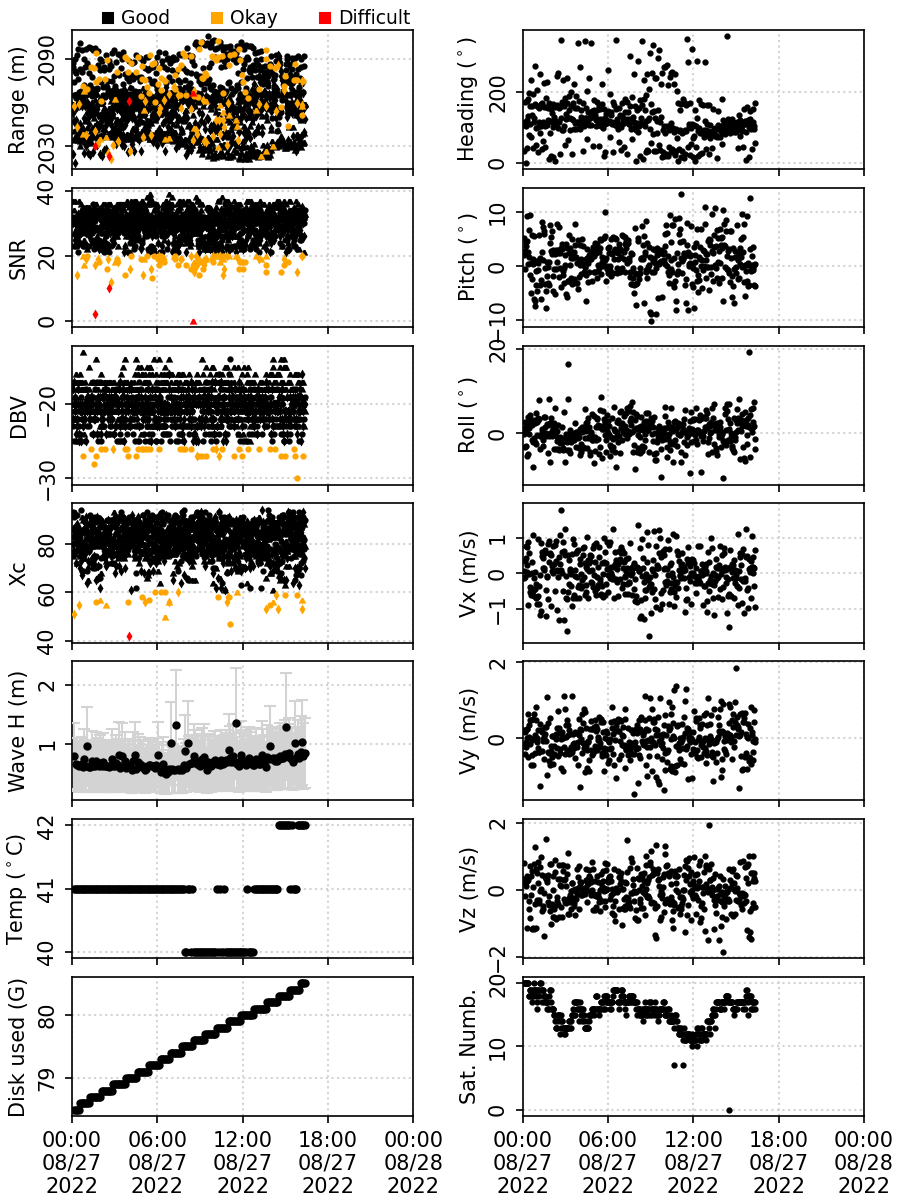 Good Okay Difficult
Range (m)
2090
2030
Heading (°)
200
0
SNR
40
20
0
Pitch (°)
10
0
−10
DBV
−20
−30
Roll (°)
20
0
Xc
80
60
40
Vx (m/s)
1
0
−1
Wave H (m)
2
1
Vy (m/s)
2
0
Temp (°C)
42
41
40
Vz (m/s)
2
0
−2
Disk used (G)
80
79
Sat. Numb.
20
10
0
00:00 06:00 12:00 18:00 00:00
08/27 08/27 08/27 08/27 08/28
2022 2022 2022 2022 2022
00:00 06:00 12:00 18:00 00:00
08/27 08/27 08/27 08/27 08/28
2022 2022 2022 2022 2022